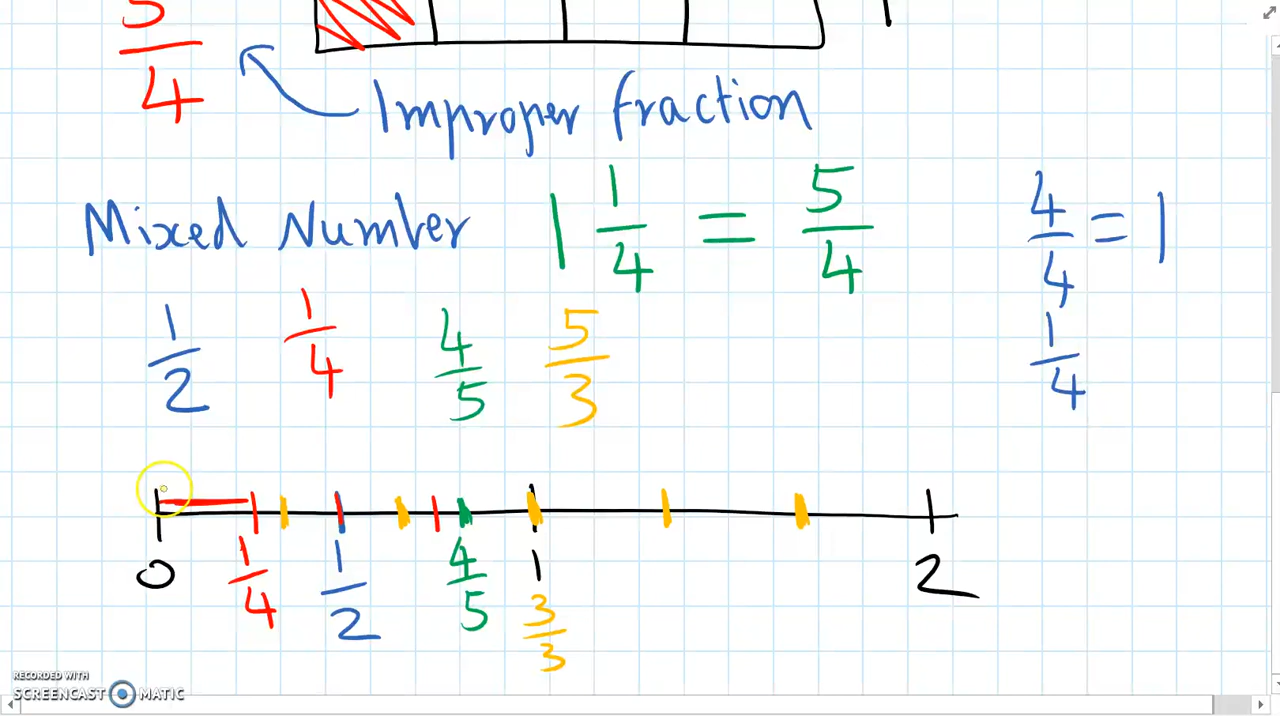 5/4
Improper fraction
Mixed Number 1 1/4 = 5/4
4/4 = 1
1/4
1/2 1/4 4/5 5/3
0 1/4 1/2 4/5 1 2
3/3
RECORDED WITH
SCREENCAST MATIC